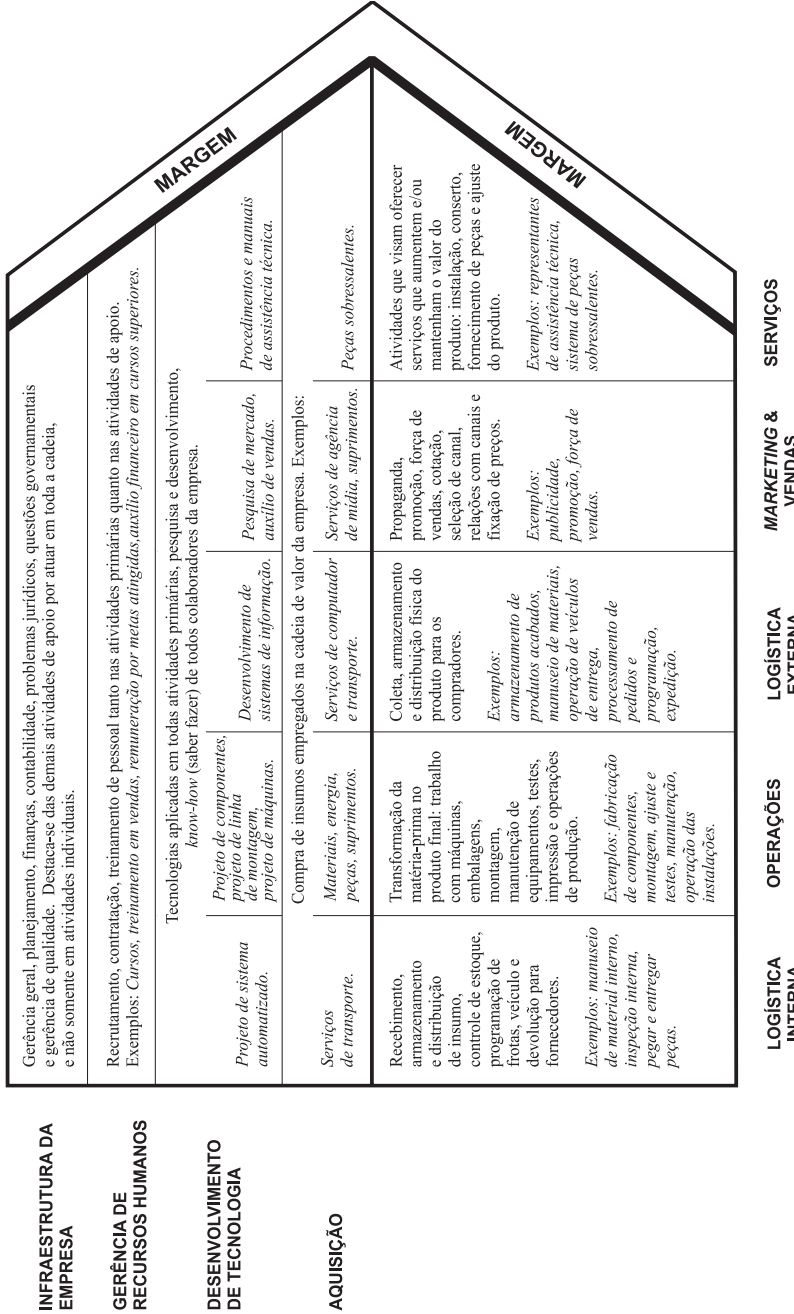 INFRAESTRUTURA DA
EMPRESA
Gerência geral, planejamento, finanças, contabilidade, problemas jurídicos, questões governamentais
e gerência de qualidade. Destaca-se das demais atividades de apoio por atuar em toda a cadeia,
e não somente em atividades individuais.
GERÊNCIA DE
RECURSOS HUMANOS
Recrutamento, contratação, treinamento de pessoal tanto nas atividades primárias quanto nas atividades de apoio.
Exemplos: Cursos, treinamento em vendas, remuneração por metas atingidas,auxílio financeiro em cursos superiores.
DESENVOLVIMENTO
DE TECNOLOGIA
Tecnologias aplicadas em todas atividades primárias, pesquisa e desenvolvimento,
know-how (saber fazer) de todos colaboradores da empresa.
Projeto de sistema
automatizado.
Projeto de componentes,
projeto de linha
de montagem,
projeto de máquinas.
Desenvolvimento de
sistemas de informação.
Pesquisa de mercado,
auxílio de vendas.
Procedimentos e manuais
de assistência técnica.
AQUISIÇÃO
Compra de insumos empregados na cadeia de valor da empresa. Exemplos:
Serviços
de transporte.
Materiais, energia,
peças, suprimentos.
Serviços de computador
e transporte.
Serviços de agência
de mídia, suprimentos.
Peças sobressalentes.
MARGEM
MARGEM
Recebimento,
armazenamento
e distribuição
de insumo,
controle de estoque,
programação de
frotas, veículo e
devolução para
fornecedores.
Exemplos: manuseio
de material interno,
inspeção interna,
pegar e entregar
peças.
Transformação da
matéria-prima no
produto final: trabalho
com máquinas,
embalagens,
montagem,
manutenção de
equipamentos, testes,
impressão e operações
de produção.
Exemplos: fabricação
de componentes,
montagem, ajuste e
testes, manutenção,
operação das
instalações.
Coleta, armazenamento
e distribuição física do
produto para os
compradores.
Exemplos:
armazenamento de
produtos acabados,
manuseio de materiais,
operação de veículos
de entrega,
processamento de
pedidos e
programação,
expedição.
Propaganda,
promoção, força de
vendas, cotação,
seleção de canal,
relações com canais e
fixação de preços.
Exemplos:
publicidade,
promoção, força de
vendas.
Atividades que visam oferecer
serviços que aumentem e/ou
mantenham o valor do
produto: instalação, conserto,
fornecimento de peças e ajuste
do produto.
Exemplos: representantes
de assistência técnica,
sistema de peças
sobressalentes.
LOGÍSTICA
INTERNA
OPERAÇÕES
LOGÍSTICA
EXTERNA
MARKETING &
VENDAS
SERVIÇOS